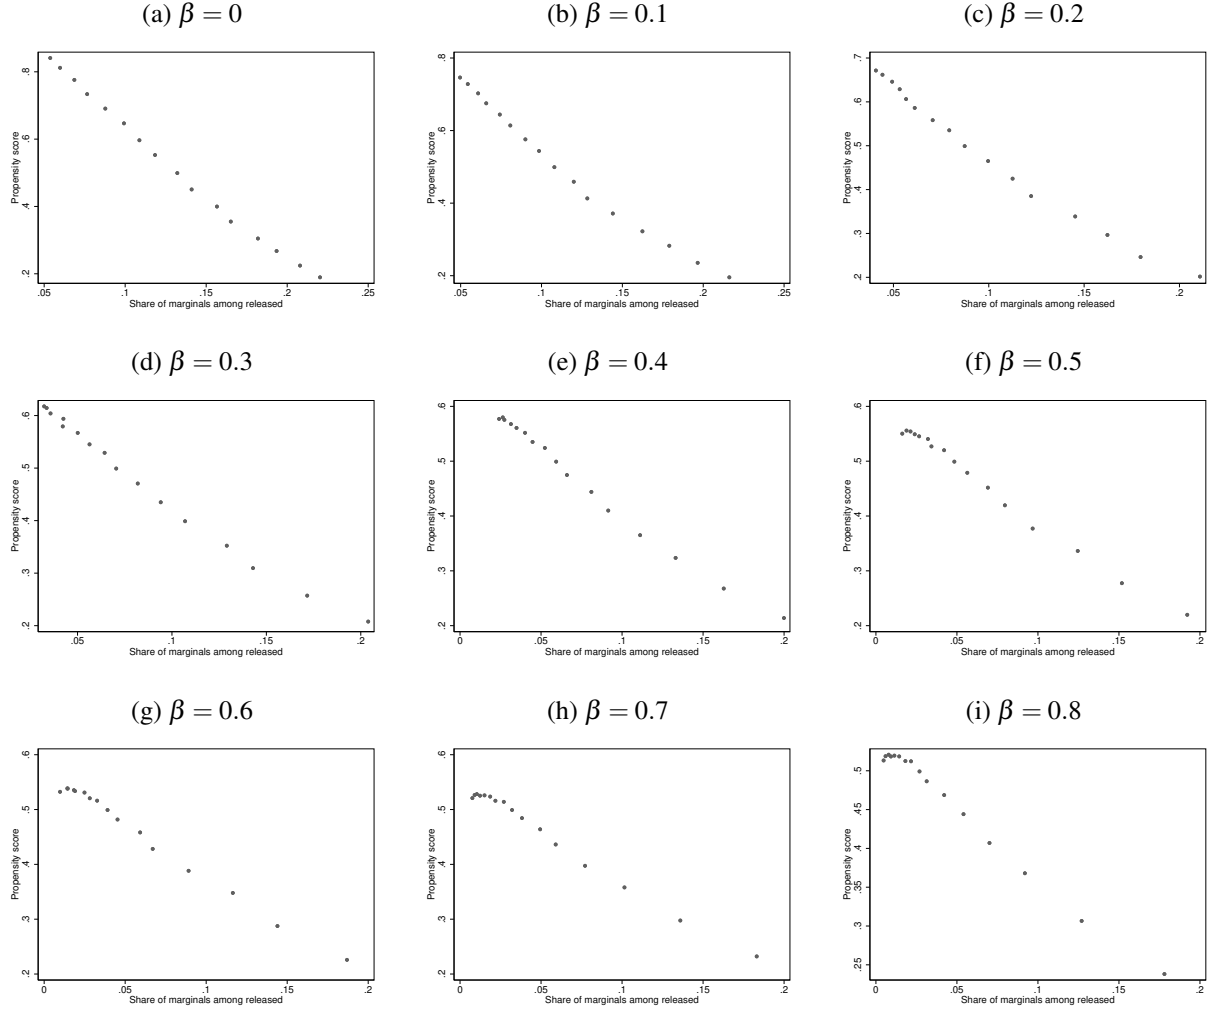 (a) β = 0
(b) β = 0.1
(c) β = 0.2
Propensity score
.2 .4 .6 .8
.05 .1 .15 .2 .25
Share of marginals among released
Propensity score
.2 .4 .6 .8
.05 .1 .15 .2 .25
Share of marginals among released
Propensity score
.2 .3 .4 .5 .6 .7
.05 .1 .15 .2
Share of marginals among released
(d) β = 0.3
(e) β = 0.4
(f) β = 0.5
Propensity score
.2 .3 .4 .5 .6
.05 .1 .15 .2
Share of marginals among released
Propensity score
.2 .3 .4 .5 .6
0 .05 .1 .15 .2
Share of marginals among released
Propensity score
.2 .3 .4 .5 .6
0 .05 .1 .15 .2
Share of marginals among released
(g) β = 0.6
(h) β = 0.7
(i) β = 0.8
Propensity score
.2 .3 .4 .5 .6
0 .05 .1 .15 .2
Share of marginals among released
Propensity score
.2 .3 .4 .5 .6
0 .05 .1 .15 .2
Share of marginals among released
Propensity score
.25 .3 .35 .4 .45 .5
0 .05 .1 .15 .2
Share of marginals among released